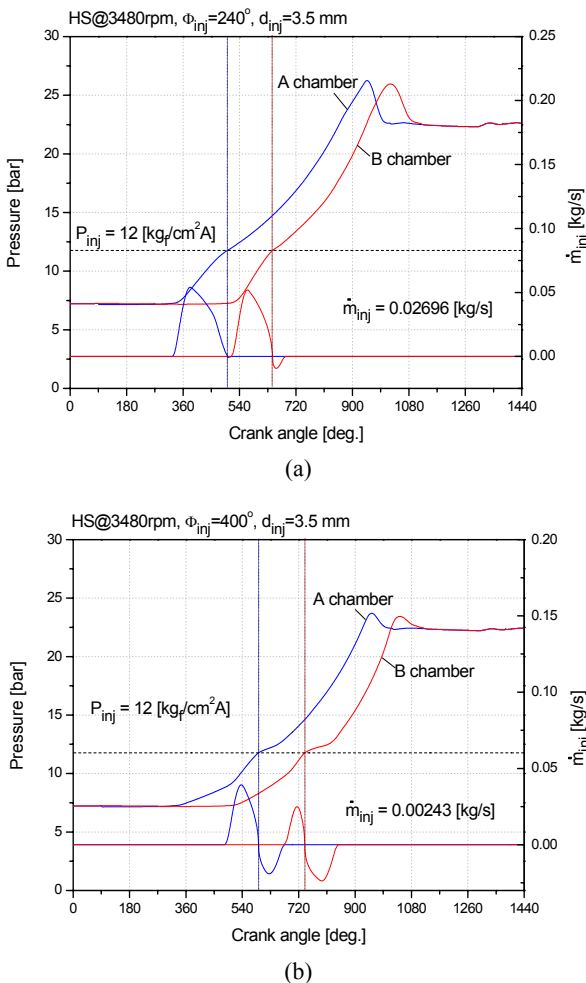 HS@3480rpm, Φinj=240°, dinj=3.5 mm
30
25
20
15
10
5
0
Pressure [bar]
0.25
0.20
0.15
0.10
0.05
0.00
ṁinj [kg/s]
A chamber
B chamber
Pinj = 12 [kgf/cm²A]
ṁinj = 0.02696 [kg/s]
0 180 360 540 720 900 1080 1260 1440
Crank angle [deg.]
(a)
HS@3480rpm, Φinj=400°, dinj=3.5 mm
30
25
20
15
10
5
0
Pressure [bar]
0.20
0.15
0.10
0.05
0.00
ṁinj [kg/s]
A chamber
B chamber
Pinj = 12 [kgf/cm²A]
ṁinj = 0.00243 [kg/s]
0 180 360 540 720 900 1080 1260 1440
Crank angle [deg.]
(b)